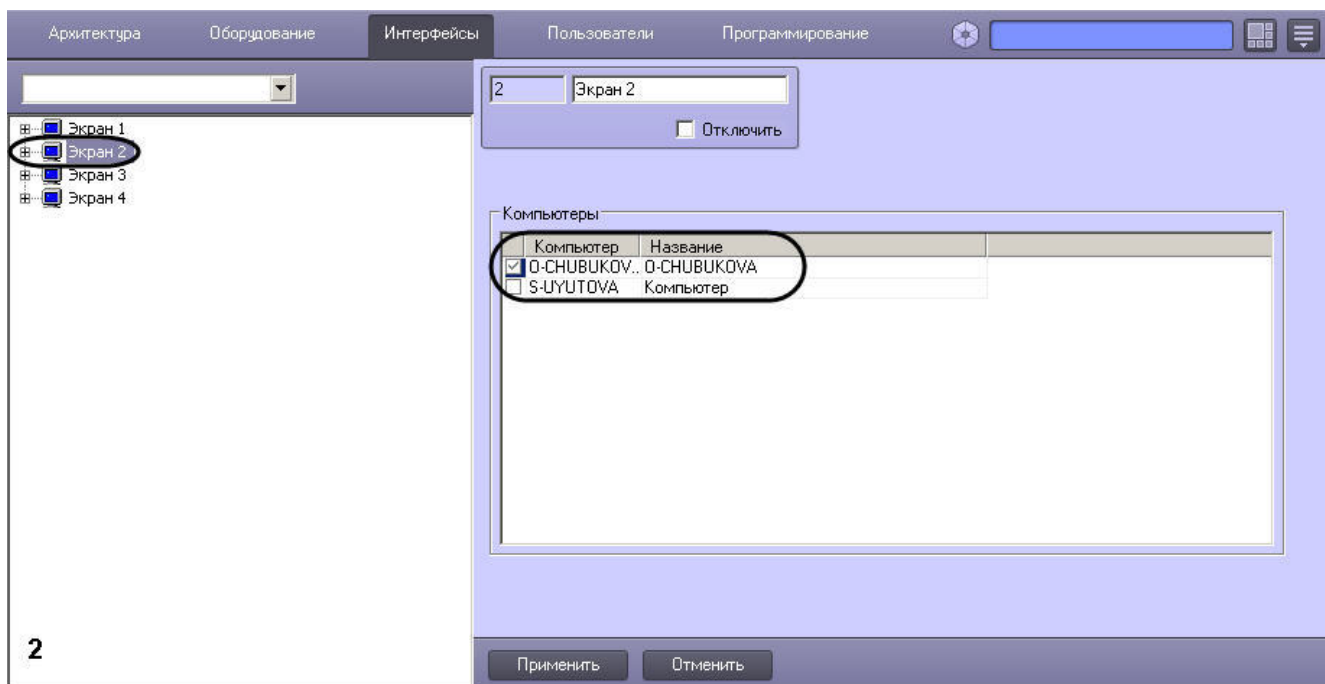 Архитектура Оборудование Интерфейсы Пользователи Программирование
2 Экран 2
Отключить
Экран 1
Экран 2
Экран 3
Экран 4
Компьютеры
Компьютер Название
O-CHUBUKOV.. O-CHUBUKOVA
S-UYUTOVA Компьютер
2
Применить Отменить